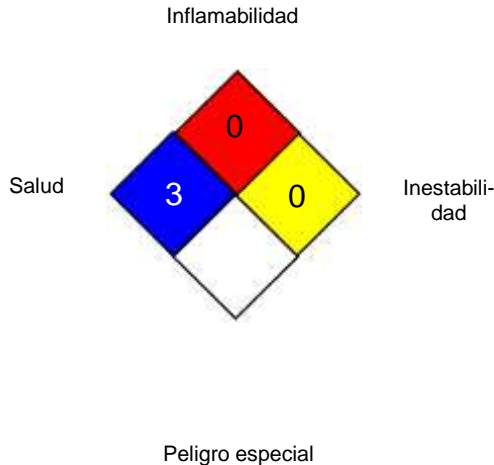 Inflamabilidad
0
Salud
3
0
Inestabili-
dad
Peligro especial